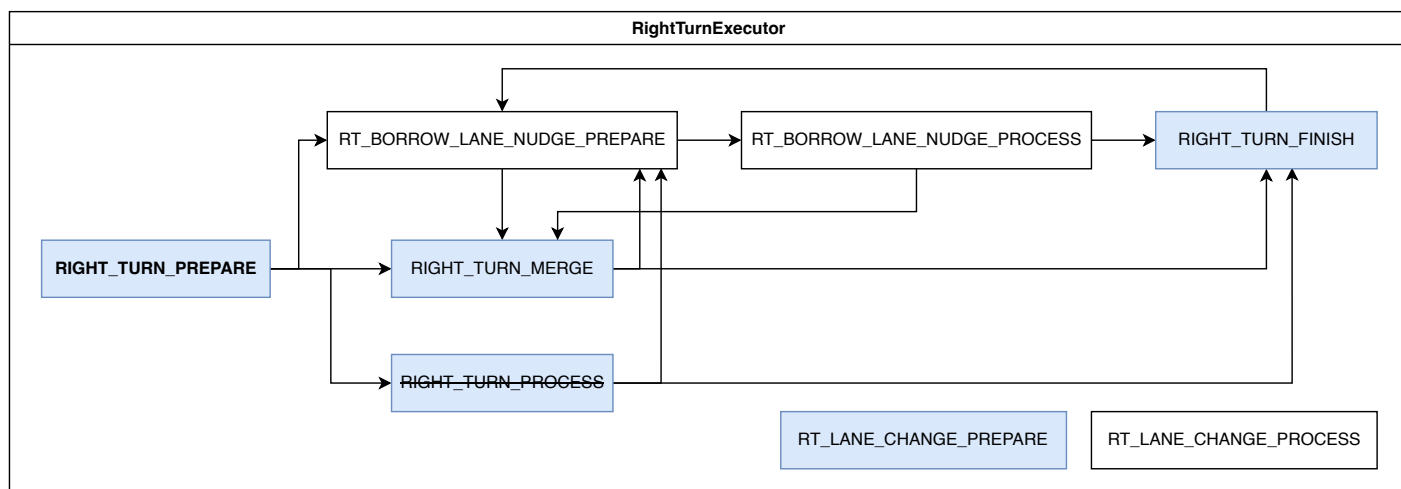 RightTurnExecutor
RT_BORROW_LANE_NUDGE_PREPARE
RT_BORROW_LANE_NUDGE_PROCESS
RIGHT_TURN_FINISH
RIGHT_TURN_PREPARE
RIGHT_TURN_MERGE
RIGHT_TURN_PROCESS
RT_LANE_CHANGE_PREPARE
RT_LANE_CHANGE_PROCESS